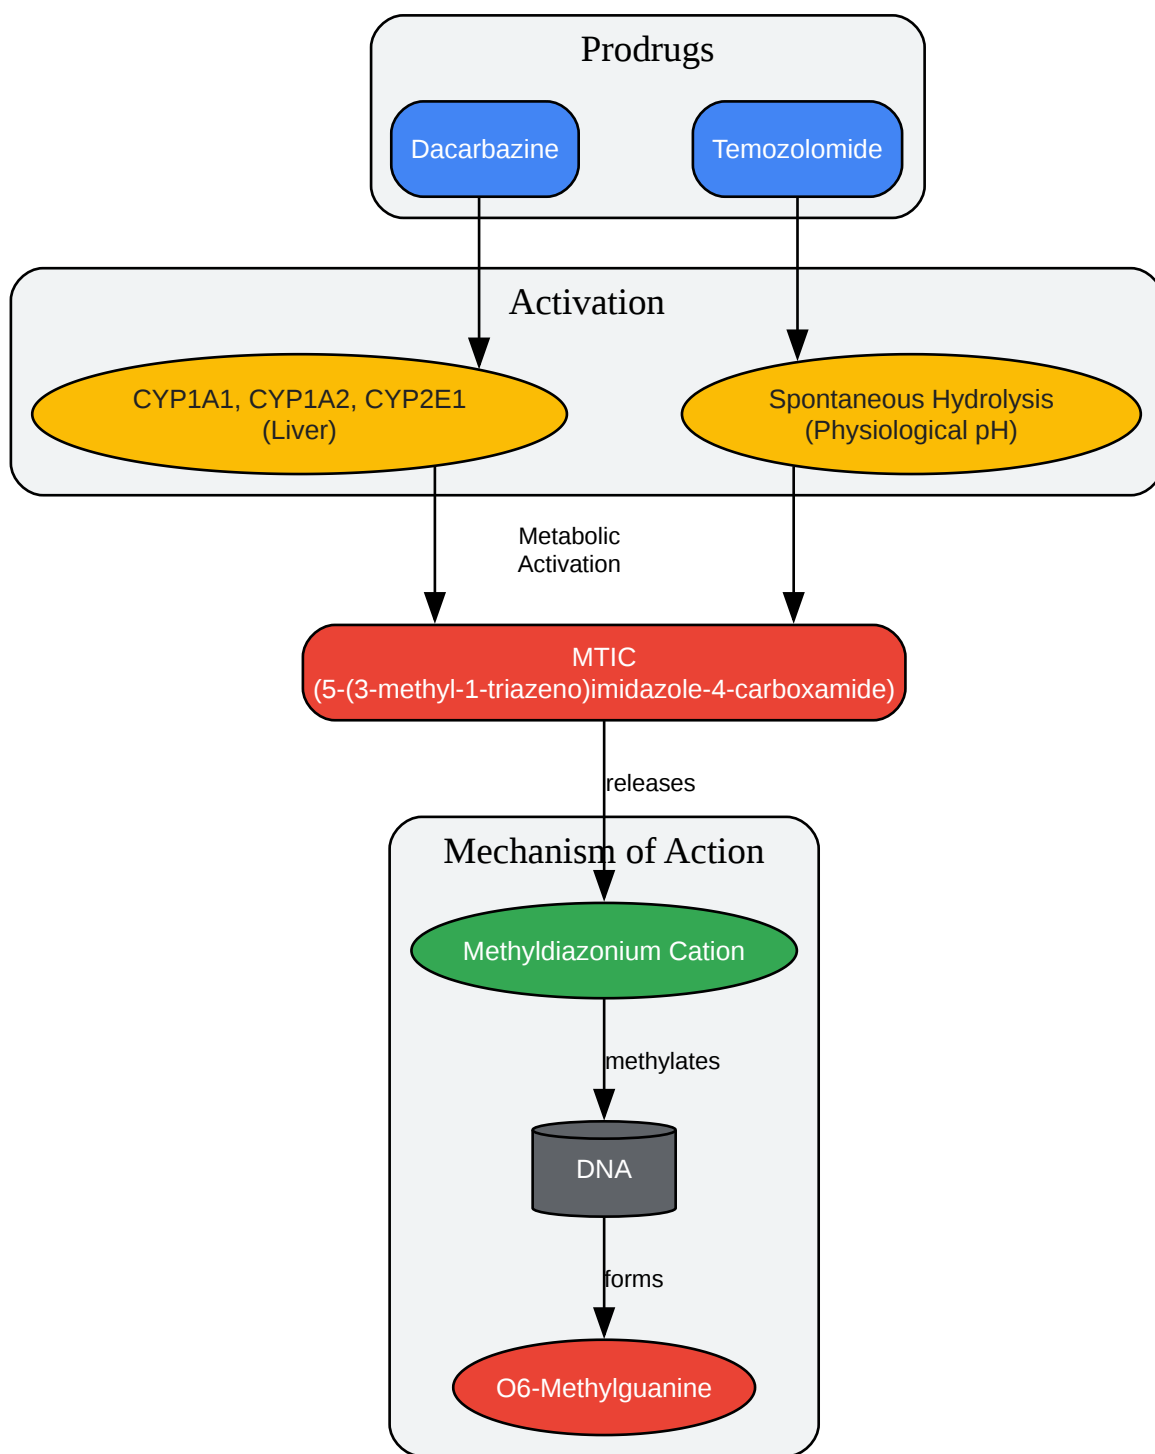 Prodrugs
Dacarbazine
Temozolomide
Activation
CYP1A1, CYP1A2, CYP2E1
(Liver)
Spontaneous Hydrolysis
(Physiological pH)
Metabolic
Activation
MTIC
(5-(3-methyl-1-triazeno)imidazole-4-carboxamide)
releases
Mechanism of Action
Methyldiazonium Cation
methylates
DNA
forms
O6-Methylguanine